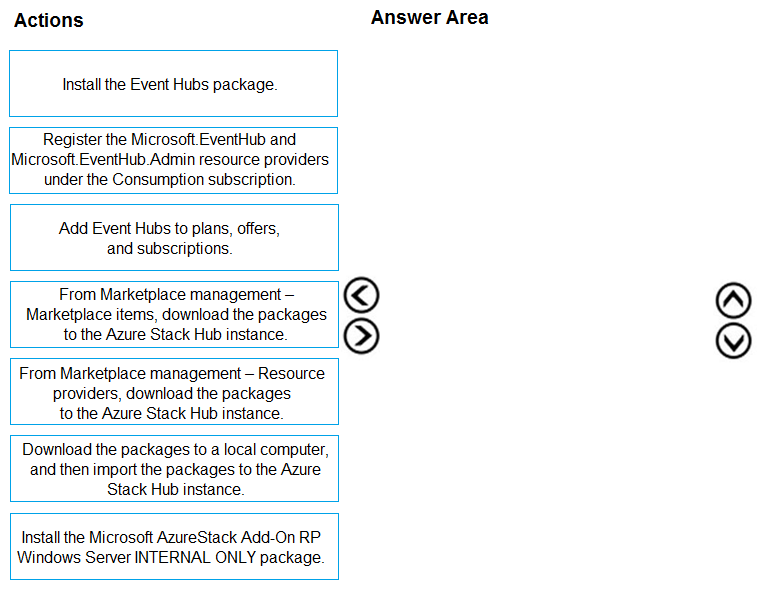 Actions
Answer Area
Install the Event Hubs package.
Register the Microsoft.EventHub and
Microsoft.EventHub.Admin resource providers
under the Consumption subscription.
Add Event Hubs to plans, offers,
and subscriptions.
From Marketplace management –
Marketplace items, download the packages
to the Azure Stack Hub instance.
From Marketplace management – Resource
providers, download the packages
to the Azure Stack Hub instance.
Download the packages to a local computer,
and then import the packages to the Azure
Stack Hub instance.
Install the Microsoft AzureStack Add-On RP
Windows Server INTERNAL ONLY package.